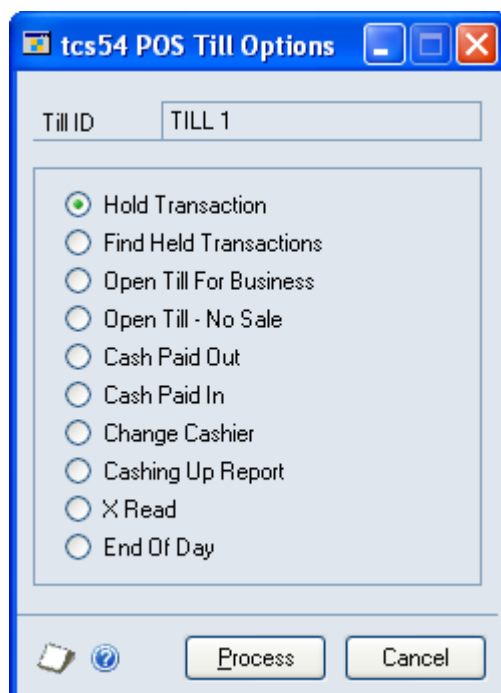 tcs54 POS Till Options
Till ID TILL 1
Hold Transaction
Find Held Transactions
Open Till For Business
Open Till - No Sale
Cash Paid Out
Cash Paid In
Change Cashier
Cashing Up Report
X Read
End Of Day
Process Cancel